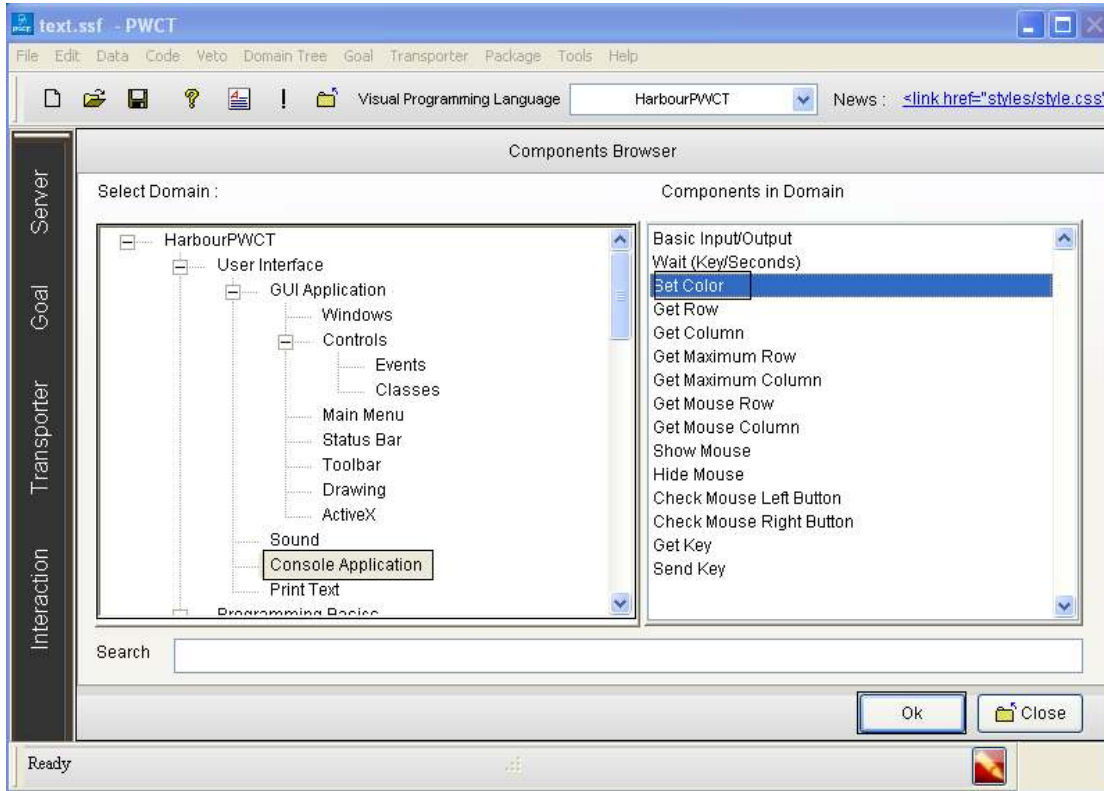 text.ssf - PWCT
File Edit Data Code Veto Domain Tree Goal Transporter Package Tools Help
Visual Programming Language HarbourPWCT News : <link href="styles/style.css"
Components Browser
Server
Goal
Transporter
Interaction
Select Domain :
HarbourPWCT
User Interface
GUI Application
Windows
Controls
Events
Classes
Main Menu
Status Bar
Toolbar
Drawing
ActiveX
Sound
Console Application
Print Text
Programming Basics
Components in Domain
Basic Input/Output
Wait (Key/Seconds)
Set Color
Get Row
Get Column
Get Maximum Row
Get Maximum Column
Get Mouse Row
Get Mouse Column
Show Mouse
Hide Mouse
Check Mouse Left Button
Check Mouse Right Button
Get Key
Send Key
Search
Ok
Close
Ready